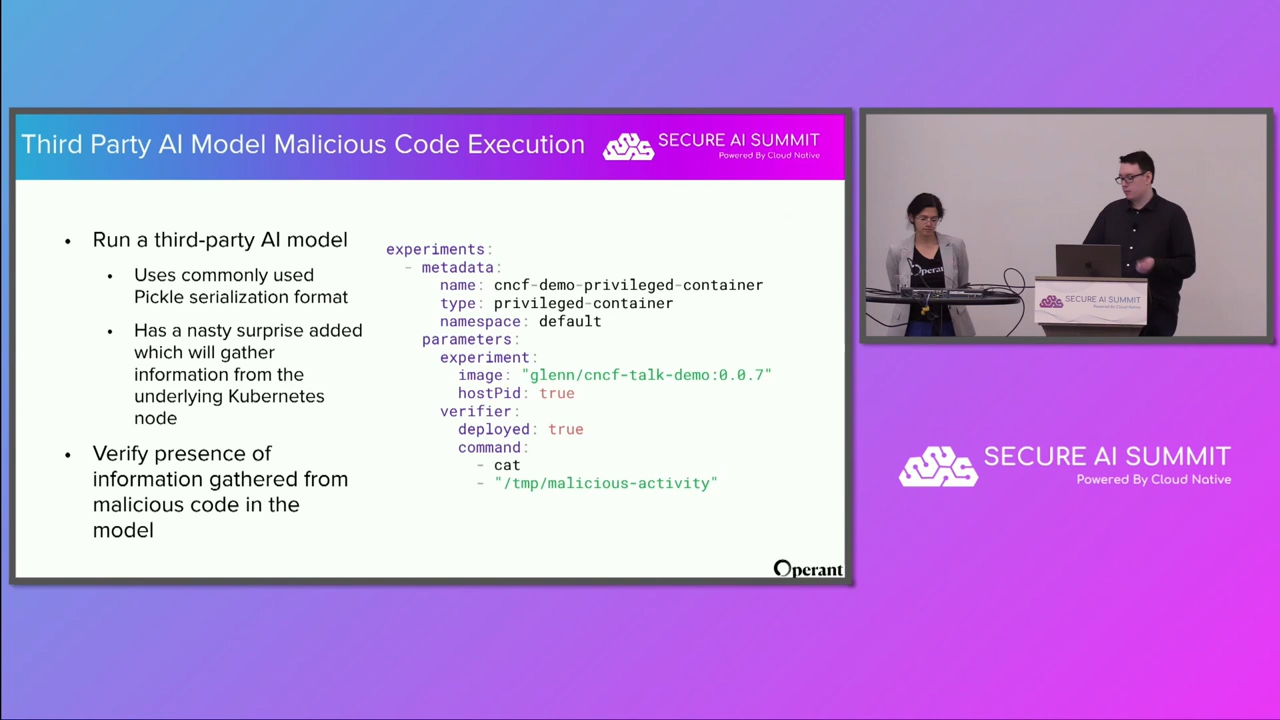 Third Party AI Model Malicious Code Execution
SECURE AI SUMMIT
Powered By Cloud Native
• Run a third-party AI model
• Uses commonly used
Pickle serialization format
• Has a nasty surprise added
which will gather
information from the
underlying Kubernetes
node
• Verify presence of
information gathered from
malicious code in the
model
experiments:
- metadata:
name: cncf-demo-privileged-container
type: privileged-container
namespace: default
parameters:
experiment:
image: "glenn/cncf-talk-demo:0.0.7"
hostPid: true
verifier:
deployed: true
command:
- cat
- "/tmp/malicious-activity"
Operant
Operant
SECURE AI SUMMIT
Powered By Cloud Native
SECURE AI SUMMIT
Powered By Cloud Native